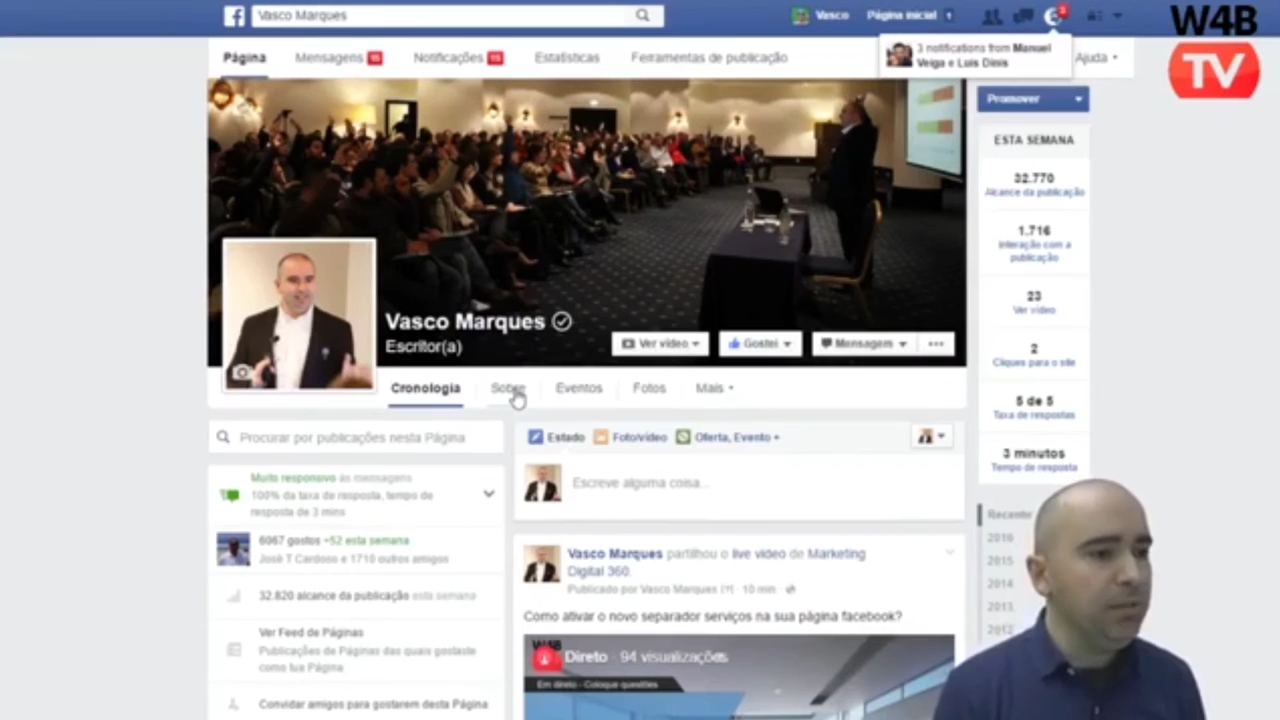 Vasco Marques
Vasco
Página inicial 1
3
W4B
TV
3 notifications from Manuel
Veiga e Luis Dinis
Página
Mensagens 15
Notificações 15
Estatísticas
Ferramentas de publicação
Ajuda
Promover
ESTA SEMANA
32.770
Alcance da publicação
1.716
Interação com a
publicação
23
Ver vídeo
2
Cliques para o site
5 de 5
Taxa de respostas
3 minutos
Tempo de resposta
Recente
2016
2015
2014
2013
2012
Vasco Marques
Escritor(a)
Ver vídeo
Gostei
Mensagem
Cronologia
Sobre
Eventos
Fotos
Mais
Procurar por publicações nesta Página
Muito responsivo às mensagens
100% da taxa de resposta, tempo de
resposta de 3 mins
6067 gostos +52 esta semana
José T Cardoso e 1710 outros amigos
32.820 alcance da publicação esta semana
Ver Feed de Páginas
Publicações de Páginas das quais gostaste
como tua Página
Convidar amigos para gostarem desta Página
Estado
Foto/vídeo
Oferta, Evento +
Escreve alguma coisa...
Vasco Marques partilhou o live video de Marketing
Digital 360.
Publicado por Vasco Marques [?] · 10 min ·
Como ativar o novo separador serviços na sua página facebook?
W4B
Direto · 94 visualizações
Em direto - Coloque questões